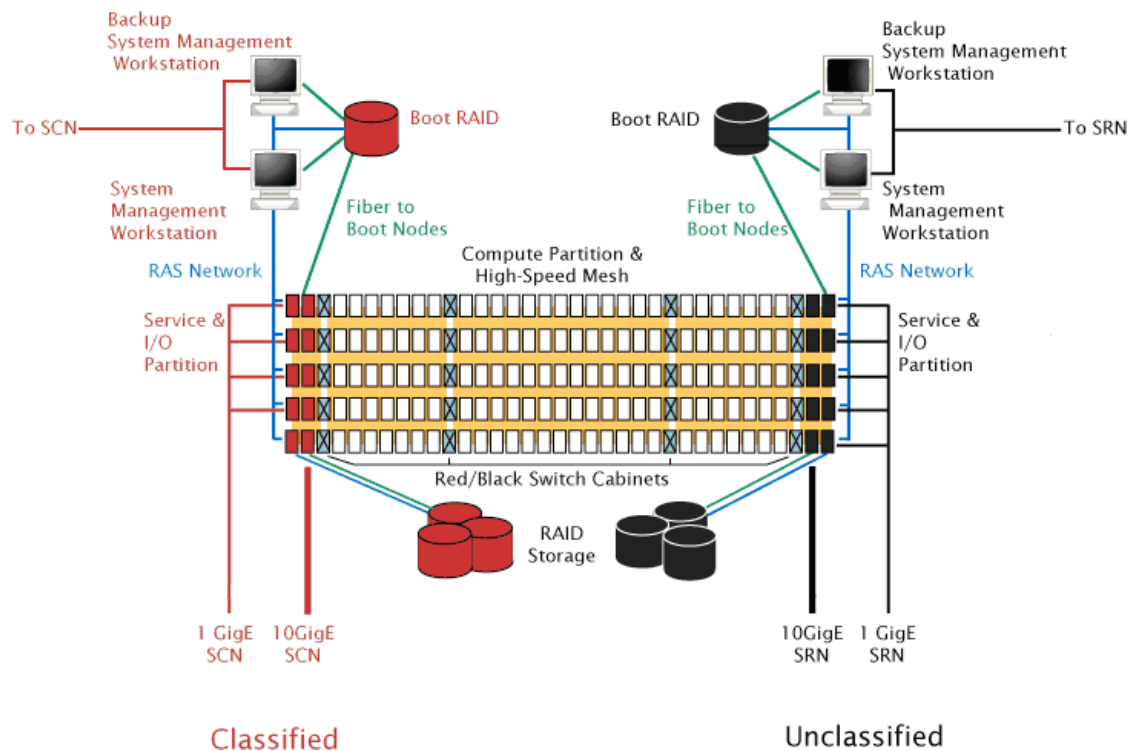 Backup
System Management
Workstation
To SCN
Boot RAID
System
Management
Workstation
Fiber to
Boot Nodes
RAS Network
Service &
I/O
Partition
Backup
System Management
Workstation
Boot RAID
To SRN
System
Management
Workstation
Fiber to
Boot Nodes
RAS Network
Service &
I/O
Partition
Compute Partition &
High-Speed Mesh
Red/Black Switch Cabinets
RAID
Storage
1 GigE
SCN
10GigE
SCN
10GigE
SRN
1 GigE
SRN
Classified
Unclassified